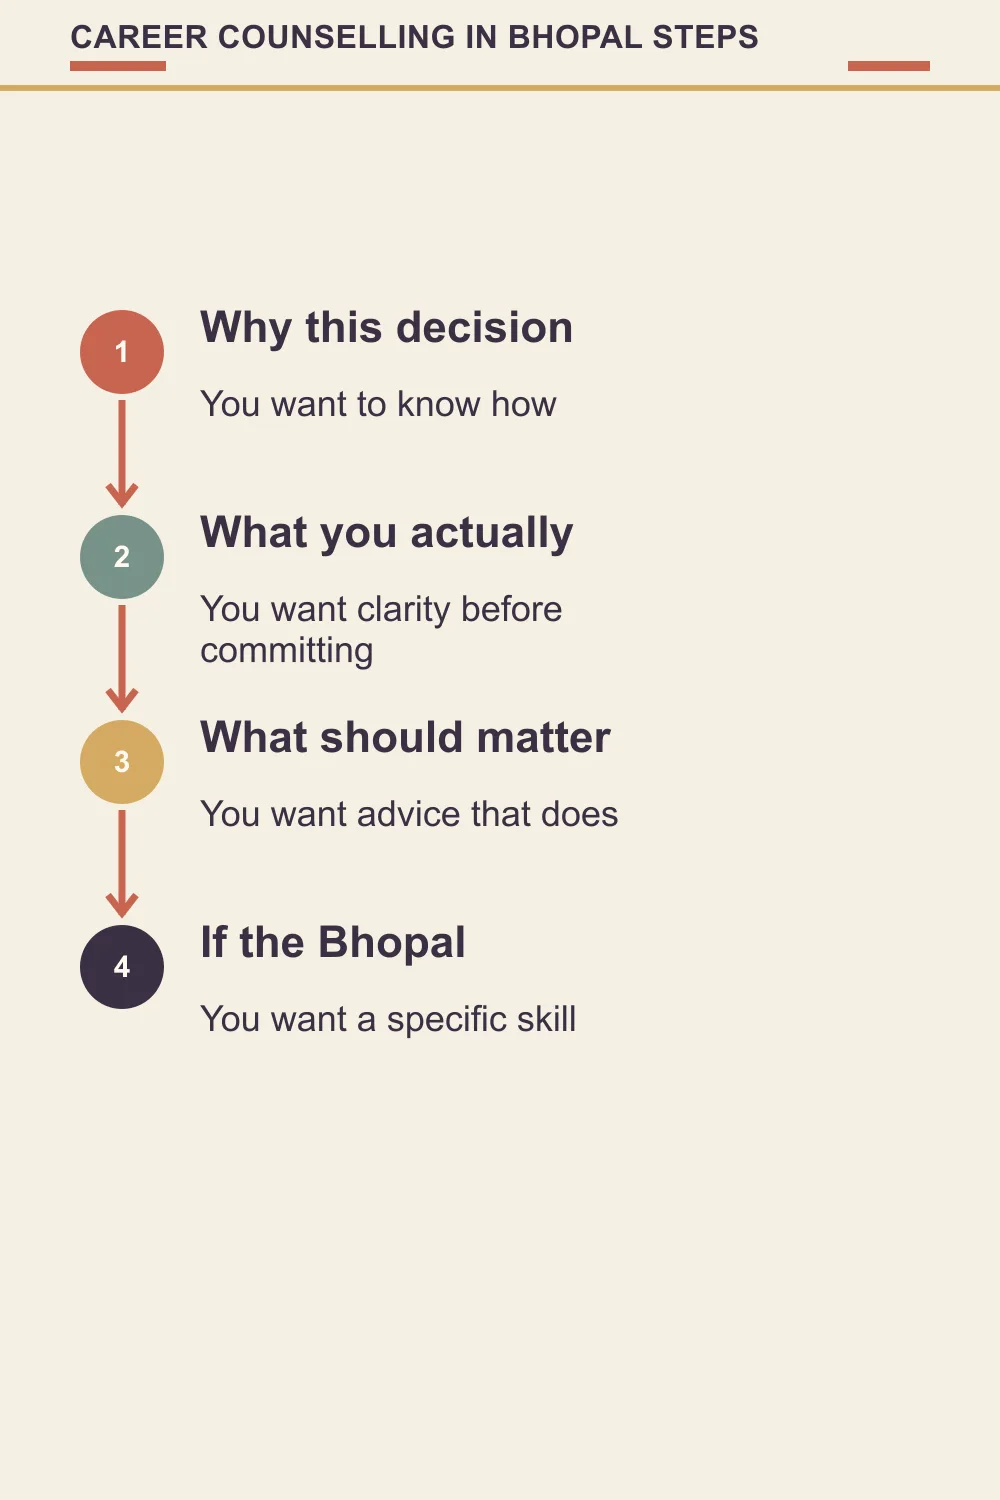 CAREER COUNSELLING IN BHOPAL STEPS
1
Why this decision
You want to know how
2
What you actually
You want clarity before
committing
3
What should matter
You want advice that does
4
If the Bhopal
You want a specific skill